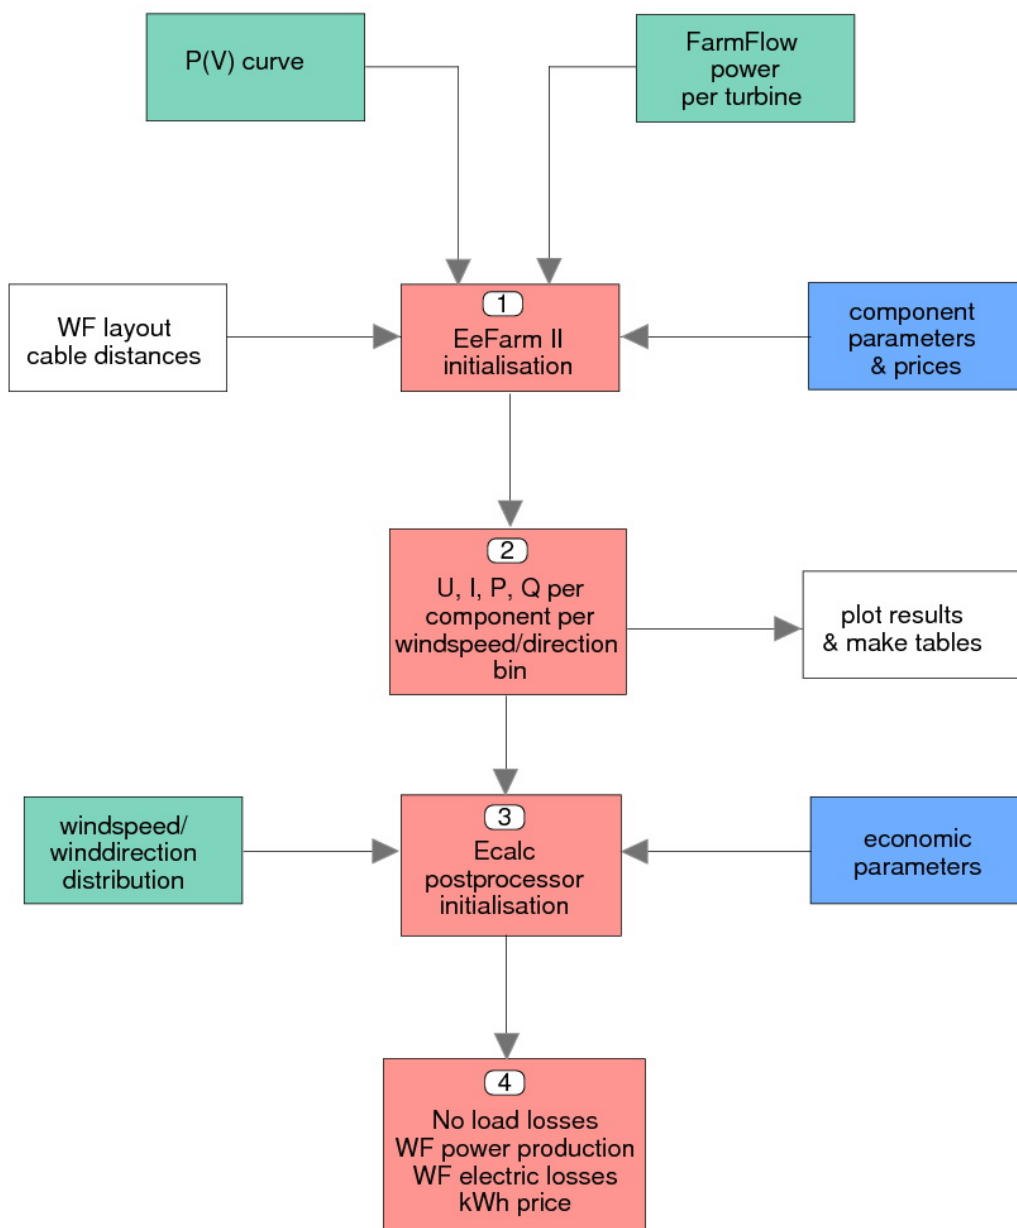 P(V) curve
FarmFlow
power
per turbine
WF layout
cable distances
1
EeFarm II
initialisation
component
parameters
& prices
2
U, I, P, Q per
component per
windspeed/direction
bin
plot results
& make tables
windspeed/
winddirection
distribution
3
Ecalc
postprocessor
initialisation
economic
parameters
4
No load losses
WF power production
WF electric losses
kWh price